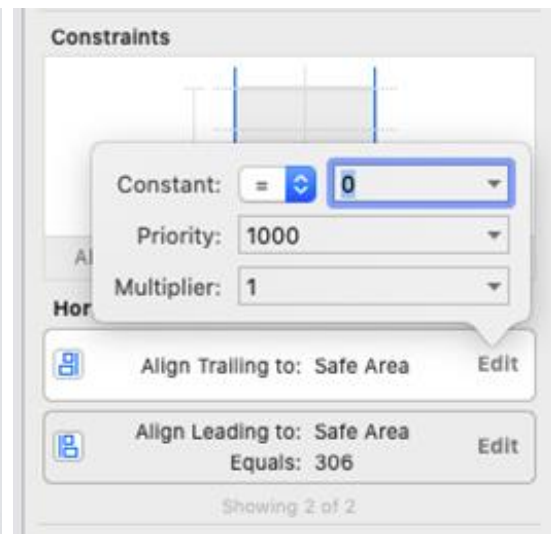 Constraints
Constant: = 0
Priority: 1000
Al
Multiplier: 1
Hor
Align Trailing to: Safe Area Edit
Align Leading to: Safe Area
Equals: 306 Edit
Showing 2 of 2